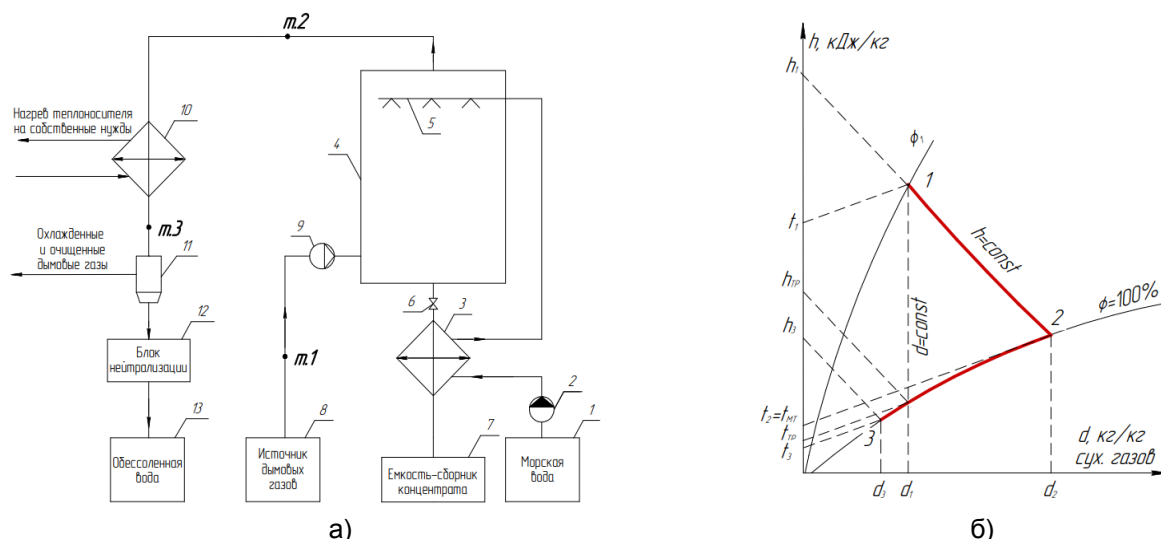 т.2
10
Нагрев теплоносителя
на собственные нужды
5
4
т.3
Охлажденные
и очищенные
дымовые газы
11
9
6
3
12
Блок
нейтрализации
т.1
2
13
8
7
1
Обессоленная
вода
Источник
дымовых
газов
Емкость-сборник
концентрата
Морская
вода
а)
h, кДж/кг
h₁
ϕ₁
1
t₁
h=const
hтр
h₃
d=const
ϕ=100%
2
t₂=tмт
tтр
t₃
3
d, кг/кг
сух. газов
d₃
d₁
d₂
б)